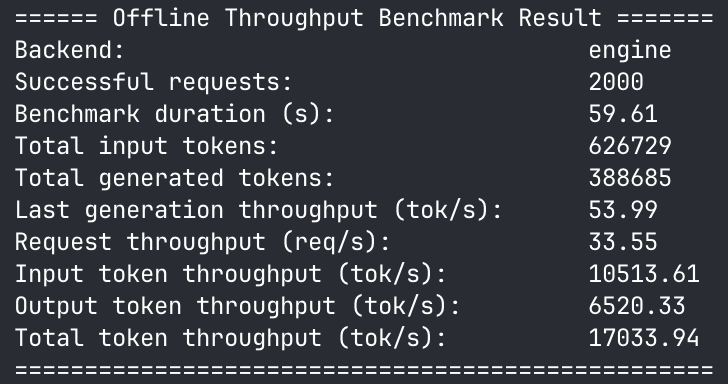 ====== Offline Throughput Benchmark Result =======
Backend:                                 engine
Successful requests:                     2000
Benchmark duration (s):                  59.61
Total input tokens:                      626729
Total generated tokens:                  388685
Last generation throughput (tok/s):      53.99
Request throughput (req/s):              33.55
Input token throughput (tok/s):          10513.61
Output token throughput (tok/s):         6520.33
Total token throughput (tok/s):          17033.94
==================================================